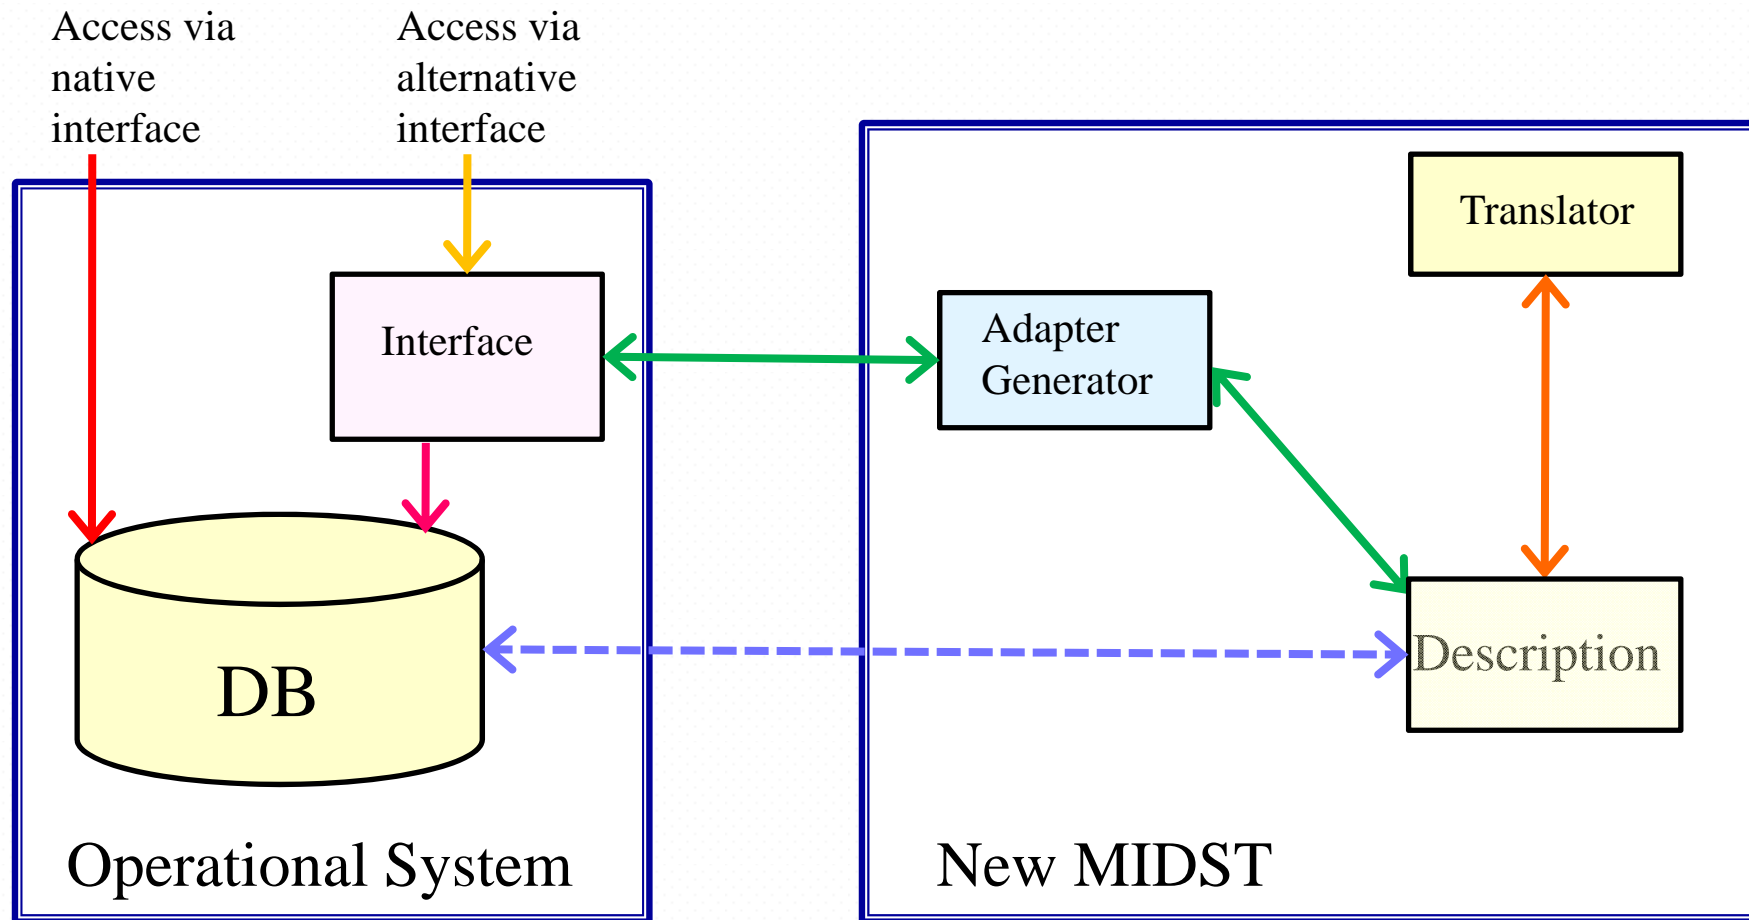 Access via
native
interface
Access via
alternative
interface
Translator
Interface
Adapter
Generator
Description
DB
Operational System
New MIDST